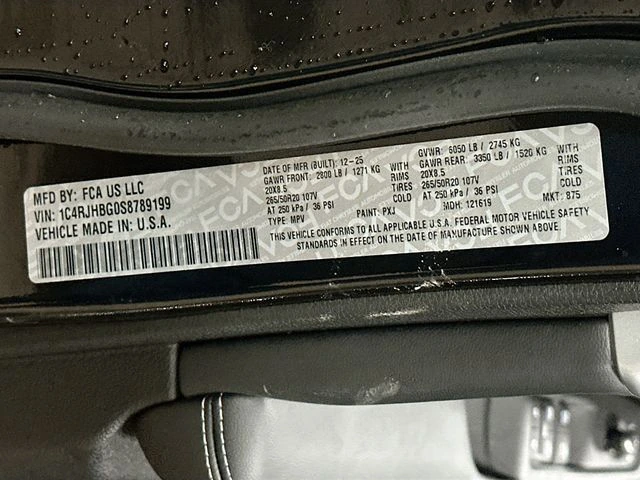 MFD BY: FCA US LLC
VIN: 1C4RJHBG0S8789199
VEHICLE MADE IN: U.S.A.
DATE OF MFR (BUILT): 12-25
GAWR FRONT: 2800 LB / 1271 KG WITH
20X8.5 RIMS
265/50R20 107V TIRES
AT 250 kPa / 36 PSI COLD
TYPE: MPV PAINT: PXJ
GVWR: 6050 LB / 2745 KG
GAWR REAR: 3350 LB / 1520 KG WITH
20X8.5 RIMS
265/50R20 107V TIRES
AT 250 kPa / 36 PSI COLD
MDH: 121619 MKT: 875
THIS VEHICLE CONFORMS TO ALL APPLICABLE U.S.A. FEDERAL MOTOR VEHICLE SAFETY
STANDARDS IN EFFECT ON THE DATE OF MANUFACTURE SHOWN ABOVE.